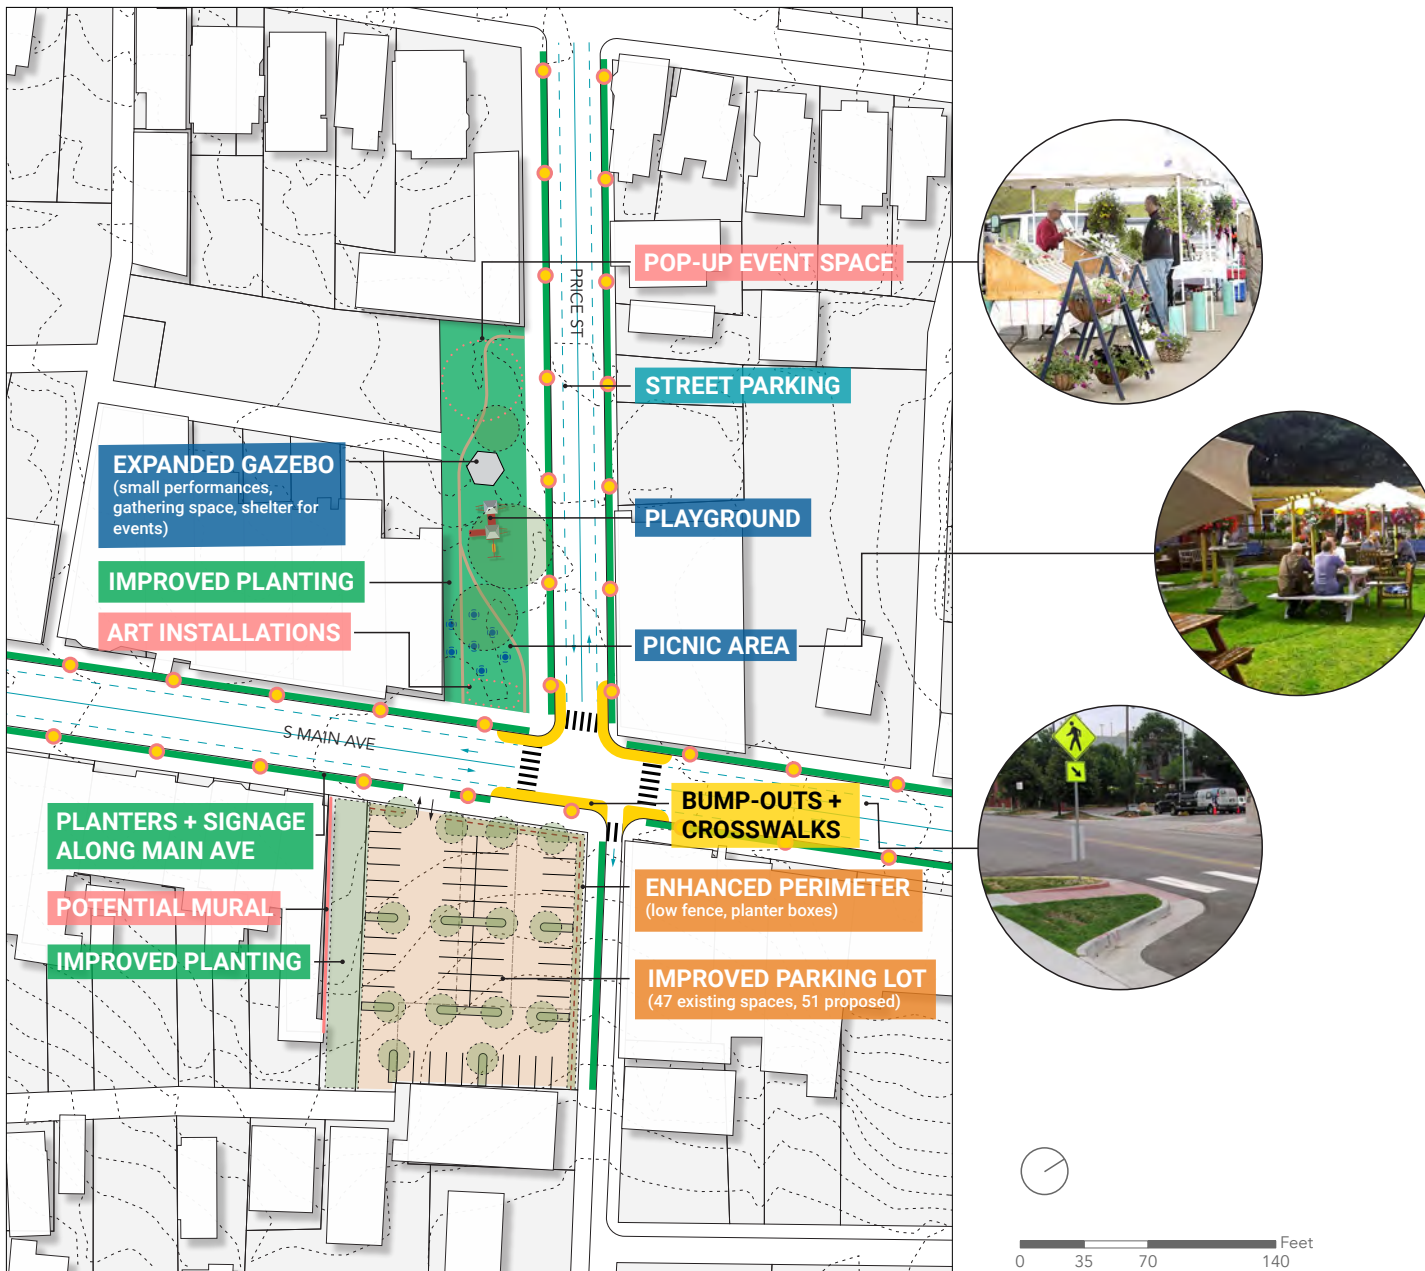 POP-UP EVENT SPACE
PRICE ST
STREET PARKING
EXPANDED GAZEBO
(small performances,
gathering space, shelter for
events)
PLAYGROUND
IMPROVED PLANTING
ART INSTALLATIONS
PICNIC AREA
S MAIN AVE
BUMP-OUTS +
CROSSWALKS
PLANTERS + SIGNAGE
ALONG MAIN AVE
ENHANCED PERIMETER
(low fence, planter boxes)
POTENTIAL MURAL
IMPROVED PLANTING
IMPROVED PARKING LOT
(47 existing spaces, 51 proposed)
Feet
0 35 70 140